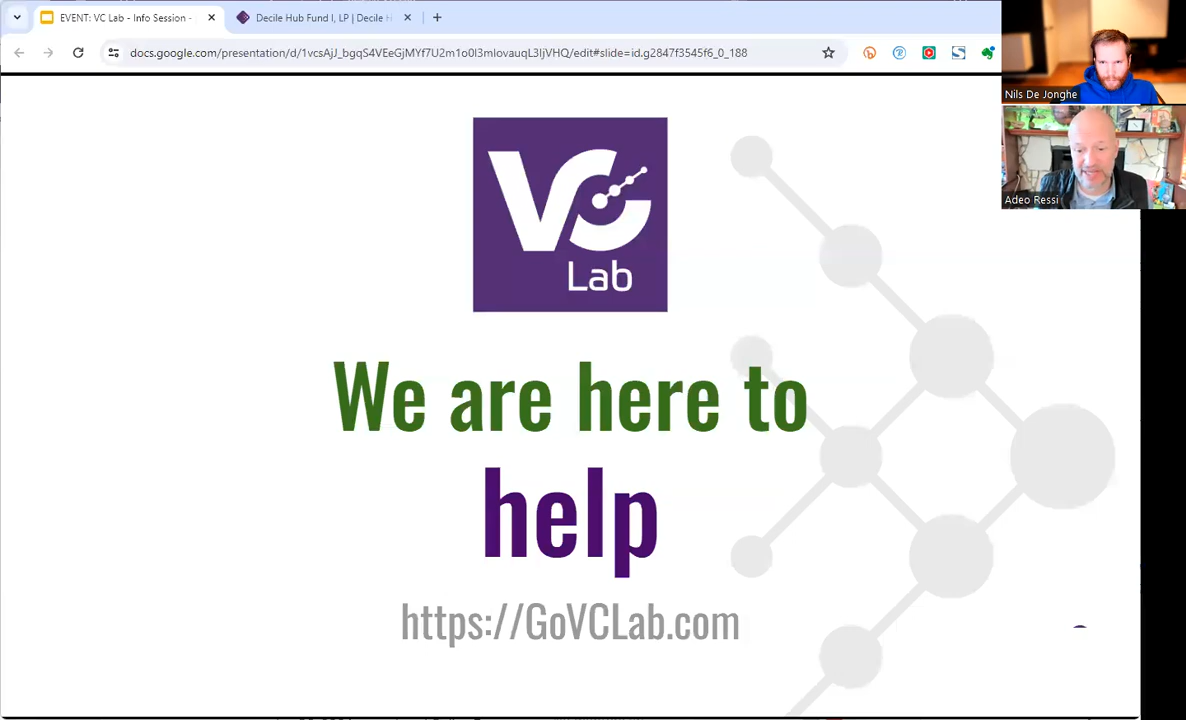 EVENT: VC Lab - Info Session -
Decile Hub Fund I, LP | Decile H
docs.google.com/presentation/d/1vcsAjJ_bgqS4VEeGiMYf7U2m1o0I3mlovauqL3ljVHQ/edit#slide=id.g2847f3545f6_0_188
Nils De Jonghe
Adeo Ressi
VC
Lab
We are here to
help
https://GoVCLab.com